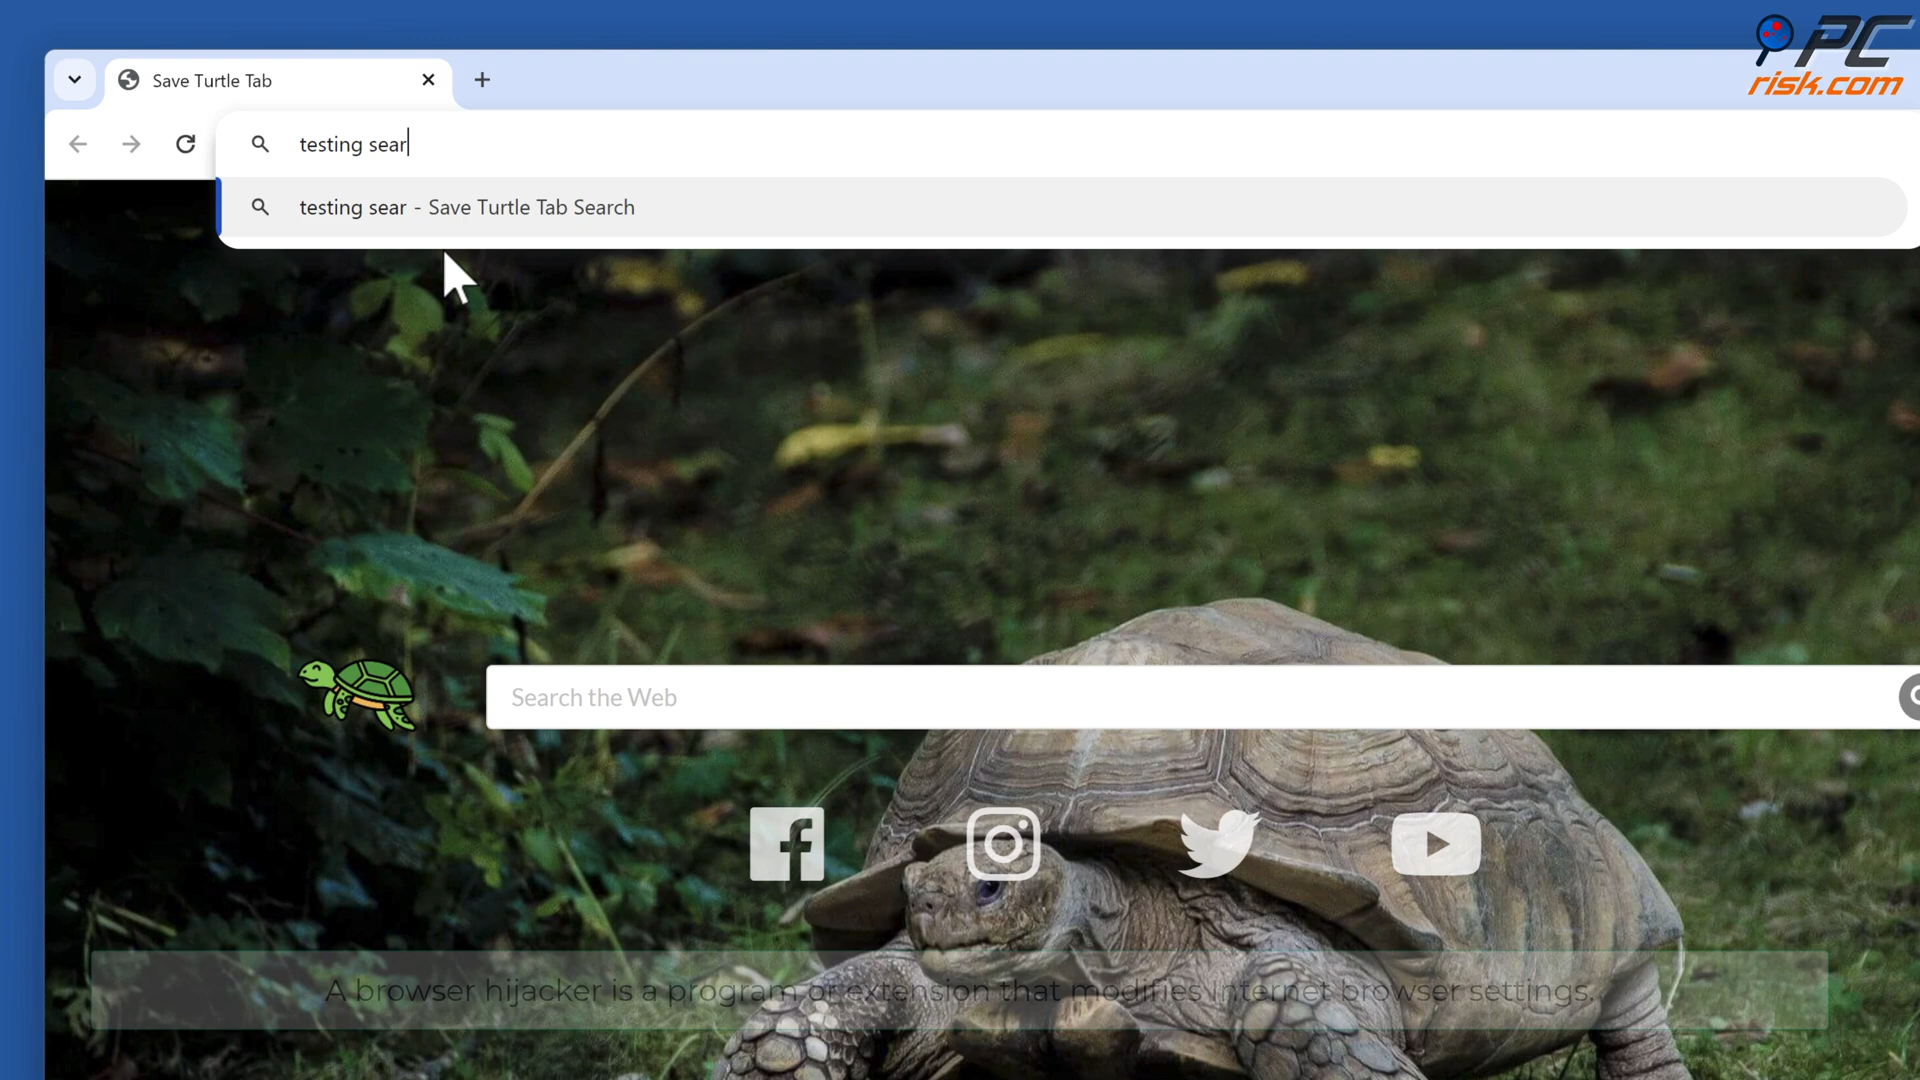 PC
risk.com
Save Turtle Tab
testing sear
testing sear - Save Turtle Tab Search
Search the Web
A browser hijacker is a program or extension that modifies Internet browser settings.